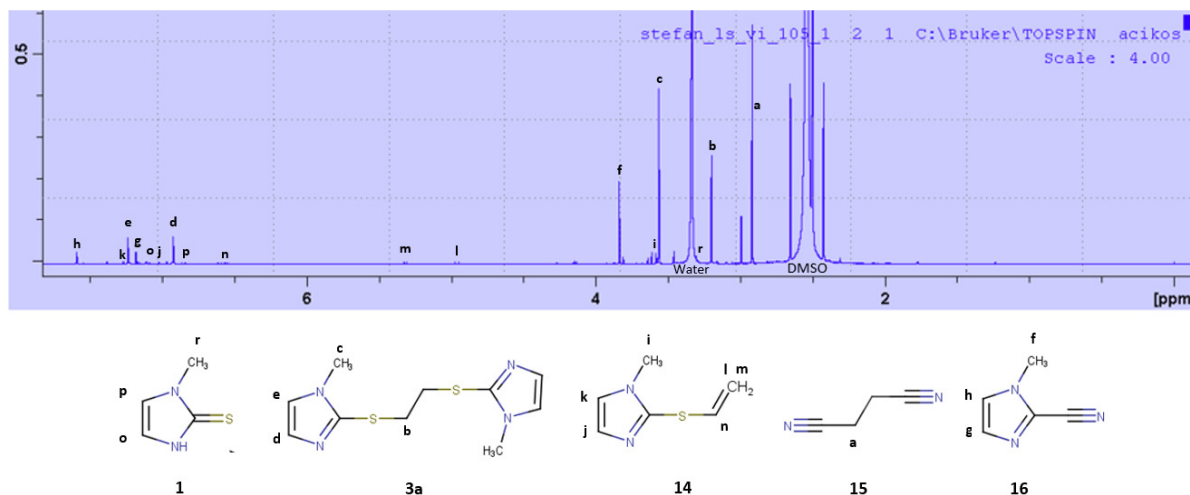 stefan_ls_vi_105_1 2 1 C:\Bruker\TOPSPIN acikos
Scale : 4.00
0.5
c
a
b
f
e
d
h
k
g
o
j
p
n
m
l
i
r
Water
DMSO
6
4
2
[ppm
r
CH3
p
N
S
o
NH
1
c
CH3
e
N
S
d
N
b
S
N
N
H3C
3a
i
CH3
l
m
CH2
k
N
S
j
N
n
14
N
N
a
15
f
CH3
h
N
N
g
N
16